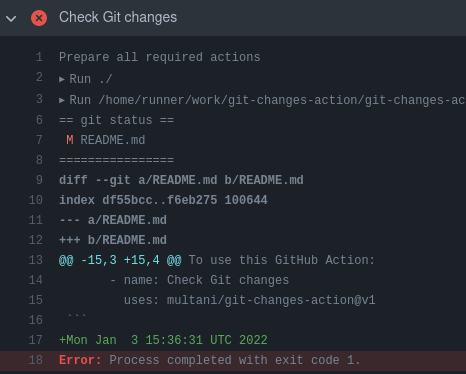 Check Git changes
1 Prepare all required actions
2 ▸ Run ./
3 ▸ Run /home/runner/work/git-changes-action/git-changes-ac
6 == git status ==
7  M README.md
8 ================
9 diff --git a/README.md b/README.md
10 index df55bcc..f6eb275 100644
11 --- a/README.md
12 +++ b/README.md
13 @@ -15,3 +15,4 @@ To use this GitHub Action:
14        - name: Check Git changes
15          uses: multani/git-changes-action@v1
16  ```
17 +Mon Jan  3 15:36:31 UTC 2022
18 Error: Process completed with exit code 1.